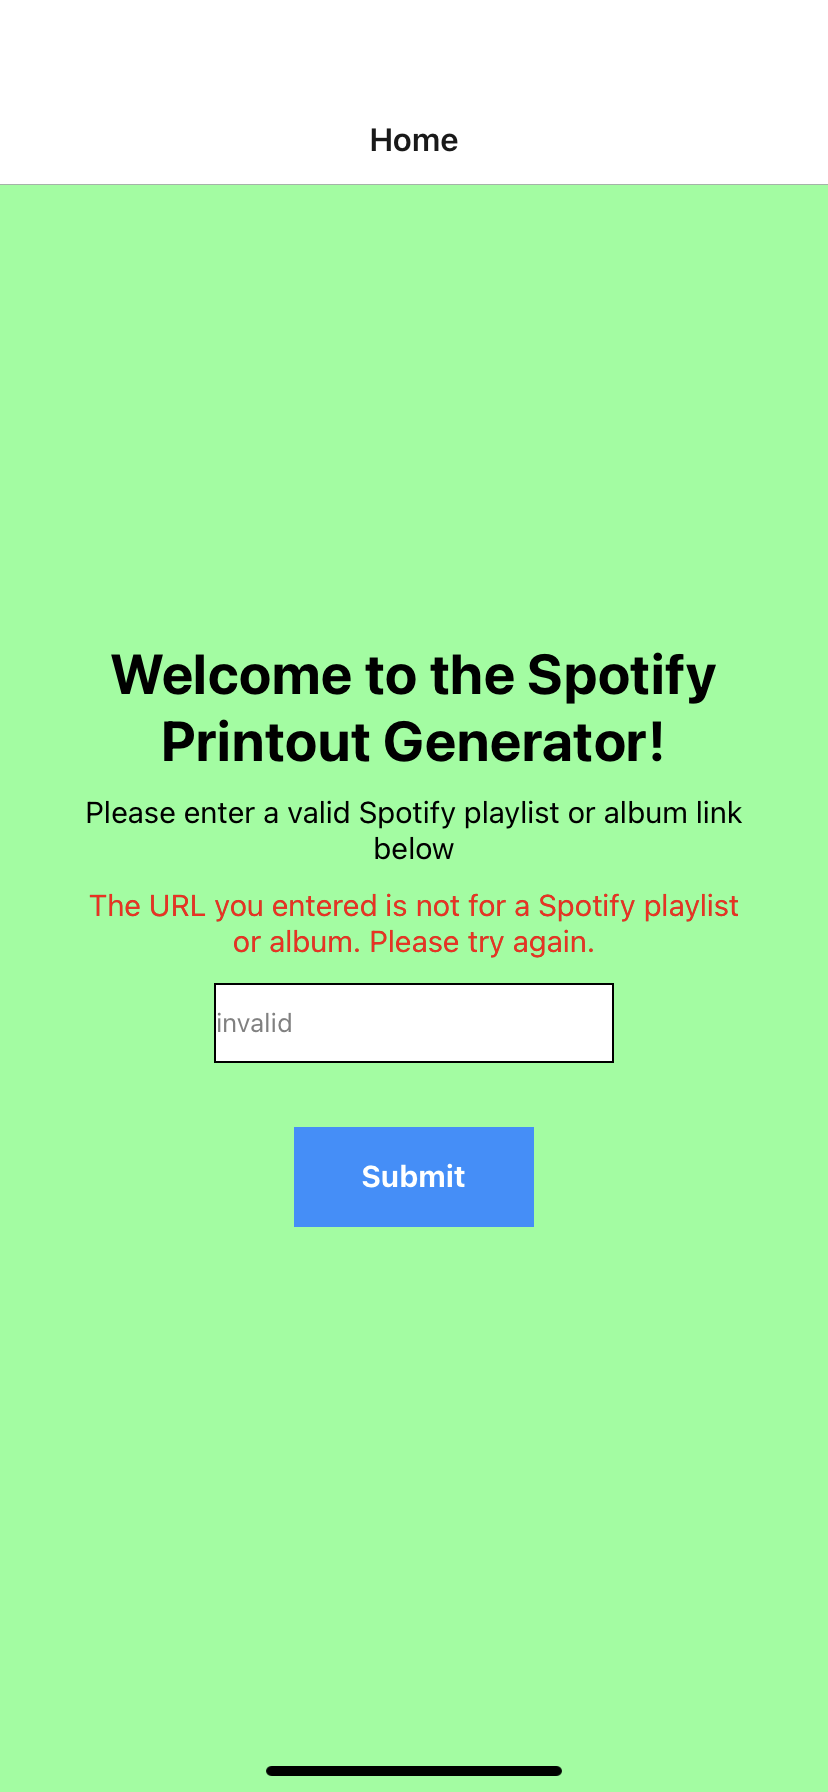 Home
Welcome to the Spotify
Printout Generator!
Please enter a valid Spotify playlist or album link
below
The URL you entered is not for a Spotify playlist
or album. Please try again.
invalid
Submit